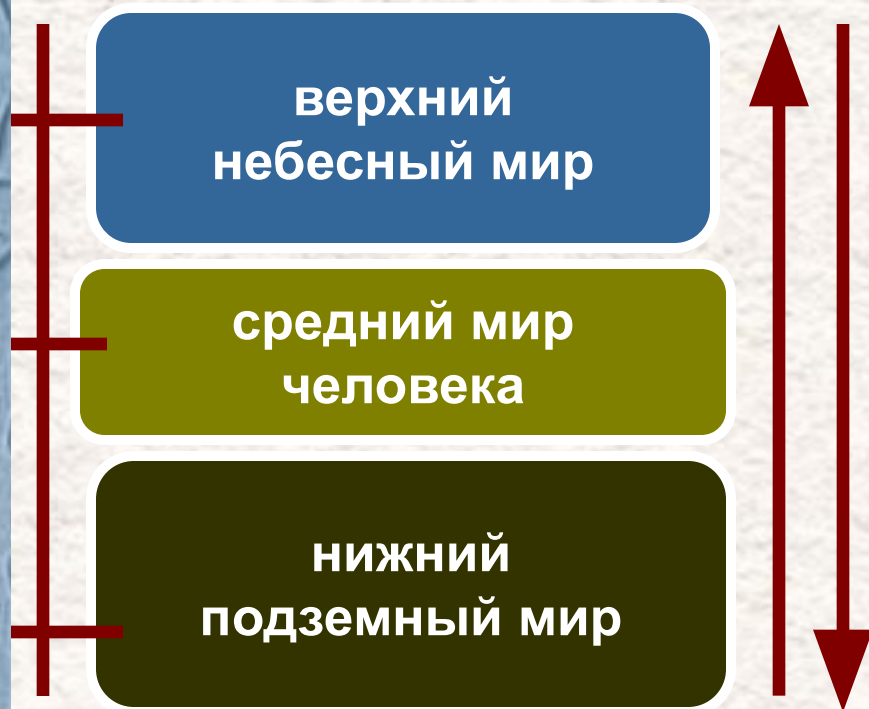 верхний
небесный мир
средний мир
человека
нижний
подземный мир